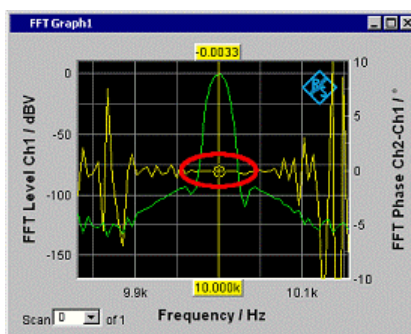 FFT Graph1
-0.0033
FFT Level Ch1 / dBV
0
-50
-100
-150
10
5
0
-5
-10
FFT Phase Ch2-Ch1 / °
9.9k
10.000k
10.1k
Frequency / Hz
Scan 0 of 1